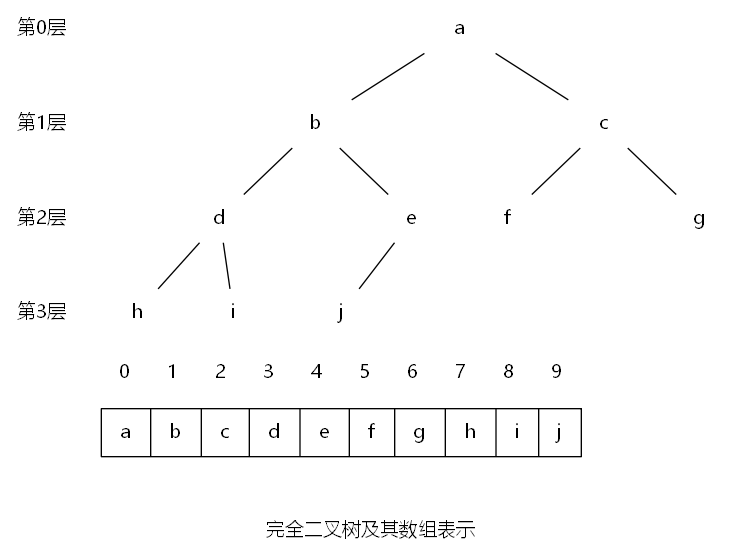 第0层 a
第1层 b c
第2层 d e f g
第3层 h i j
0 1 2 3 4 5 6 7 8 9
a b c d e f g h i j
完全二叉树及其数组表示